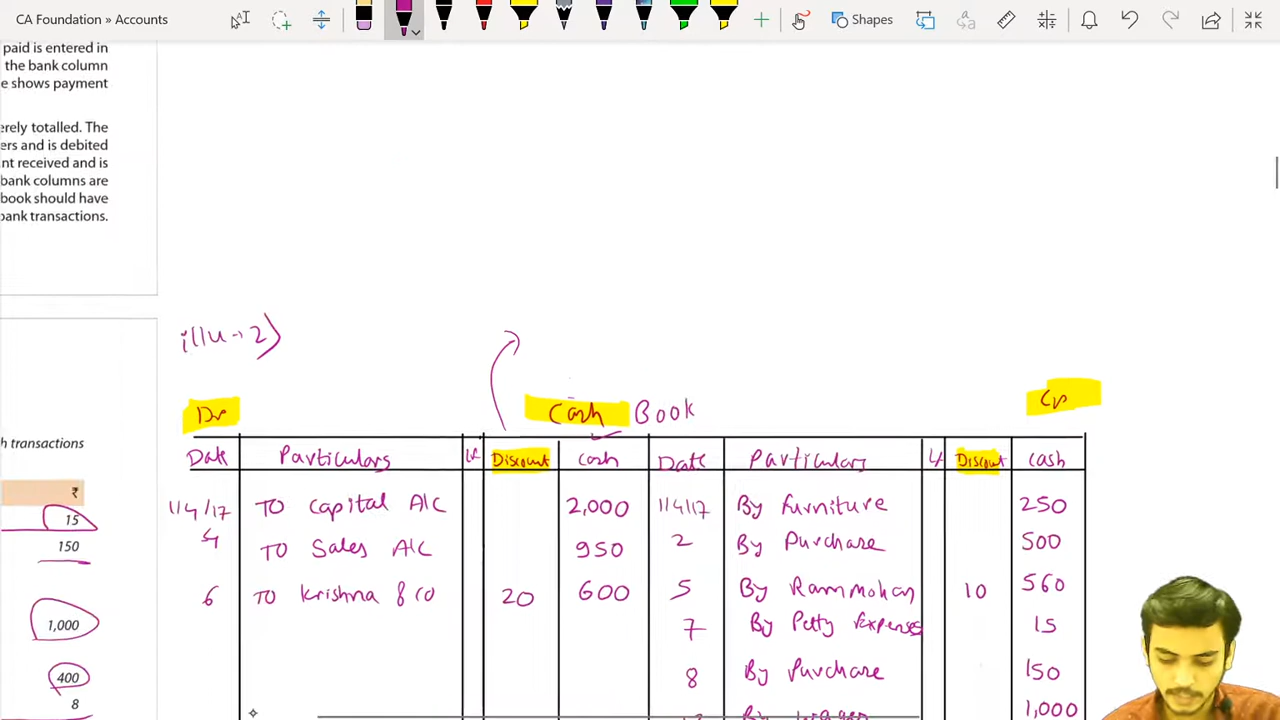 CA Foundation » Accounts
Shapes
paid is entered in
the bank column
e shows payment
erely totalled. The
ers and is debited
nt received and is
bank columns are
book should have
bank transactions.
illu → 2)
Dr Cash Book Cr
Date Particulars LF Discount Cash Date Particulars LF Discount Cash
1/4/17 To Capital A/C 2,000 1/4/17 By Furniture 250
4 To Sales A/C 950 2 By Purchase 500
6 To Krishna & Co 20 600 5 By Rammohan 10 560
7 By Petty Expenses 15
8 By Purchase 150
By Wages 1,000
h transactions
₹
15
150
1,000
400
8